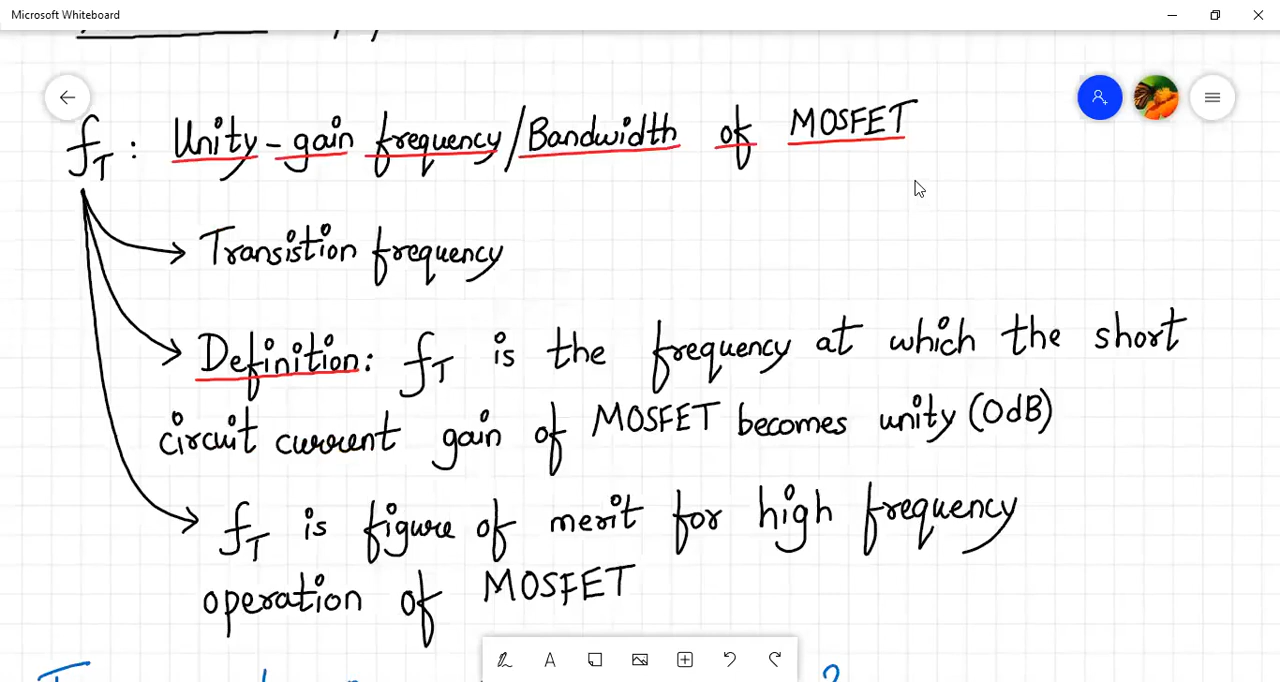 Microsoft Whiteboard
fT : Unity-gain frequency/Bandwidth of MOSFET
Transistion frequency
Definition: fT is the frequency at which the short
circuit current gain of MOSFET becomes unity (0dB)
fT is figure of merit for high frequency
operation of MOSFET